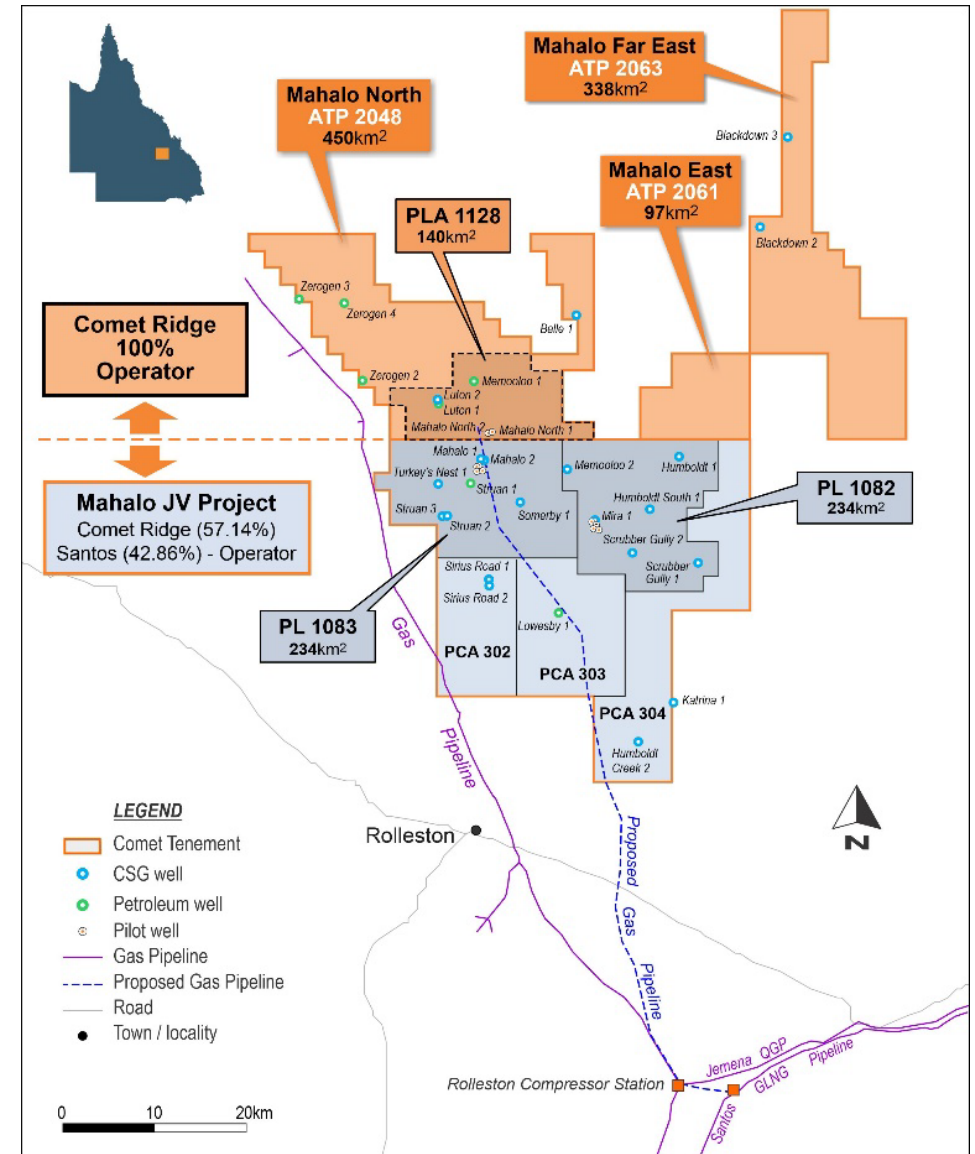 Mahalo Far East
ATP 2063
338km²
Mahalo North
ATP 2048
450km²
Blackdown 3
Mahalo East
ATP 2061
97km²
PLA 1128
140km²
Blackdown 2
Zerogen 3
Zerogen 4
Belle 1
Comet Ridge
100%
Operator
Zerogen 2
Memooloo 1
Luton 2
Luton 1
Mahalo North 2
Mahalo North 1
Mahalo JV Project
Comet Ridge (57.14%)
Santos (42.86%) - Operator
Mahalo 1
Mahalo 2
Turkey's Nest 1
Struan 1
Struan 3
Struan 2
Somerby 1
Memooloo 2
Humboldt 1
Humboldt South 1
Mira 1
Scrubber Gully 2
Scrubber
Gully 1
PL 1082
234km²
PL 1083
234km²
Sirius Road 1
Sirius Road 2
Lowesby 1
PCA 302
PCA 303
PCA 304
Katrina 1
Humboldt
Creek 2
Gas
Pipeline
Proposed
Gas
Pipeline
Rolleston
N
LEGEND
Comet Tenement
CSG well
Petroleum well
Pilot well
Gas Pipeline
Proposed Gas Pipeline
Road
Town / locality
0 10 20km
Rolleston Compressor Station
Jemena QGP
Santos GLNG Pipeline